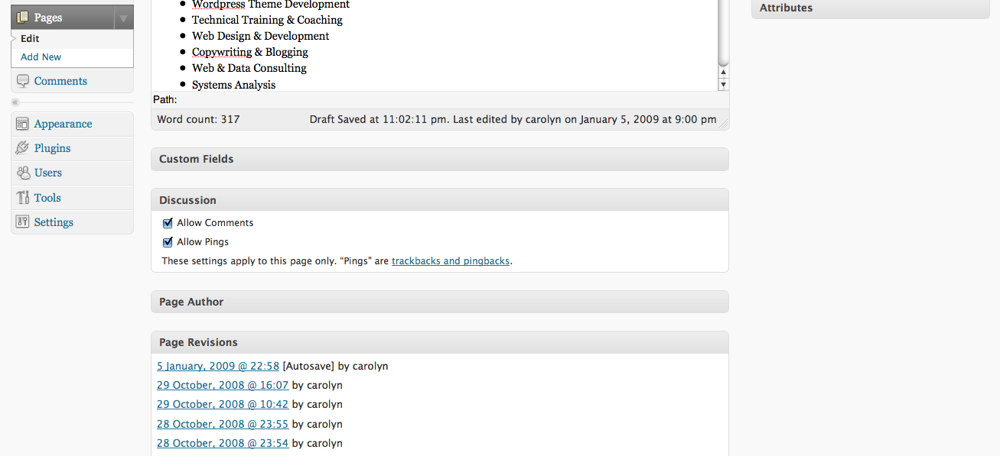 Pages
Edit
Add New
Comments
Appearance
Plugins
Users
Tools
Settings
Wordpress Theme Development
Technical Training & Coaching
Web Design & Development
Copywriting & Blogging
Web & Data Consulting
Systems Analysis
Path:
Word count: 317 Draft Saved at 11:02:11 pm. Last edited by carolyn on January 5, 2009 at 9:00 pm
Custom Fields
Discussion
Allow Comments
Allow Pings
These settings apply to this page only. “Pings” are trackbacks and pingbacks.
Page Author
Page Revisions
5 January, 2009 @ 22:58 [Autosave] by carolyn
29 October, 2008 @ 16:07 by carolyn
29 October, 2008 @ 10:42 by carolyn
28 October, 2008 @ 23:55 by carolyn
28 October, 2008 @ 23:54 by carolyn
Attributes